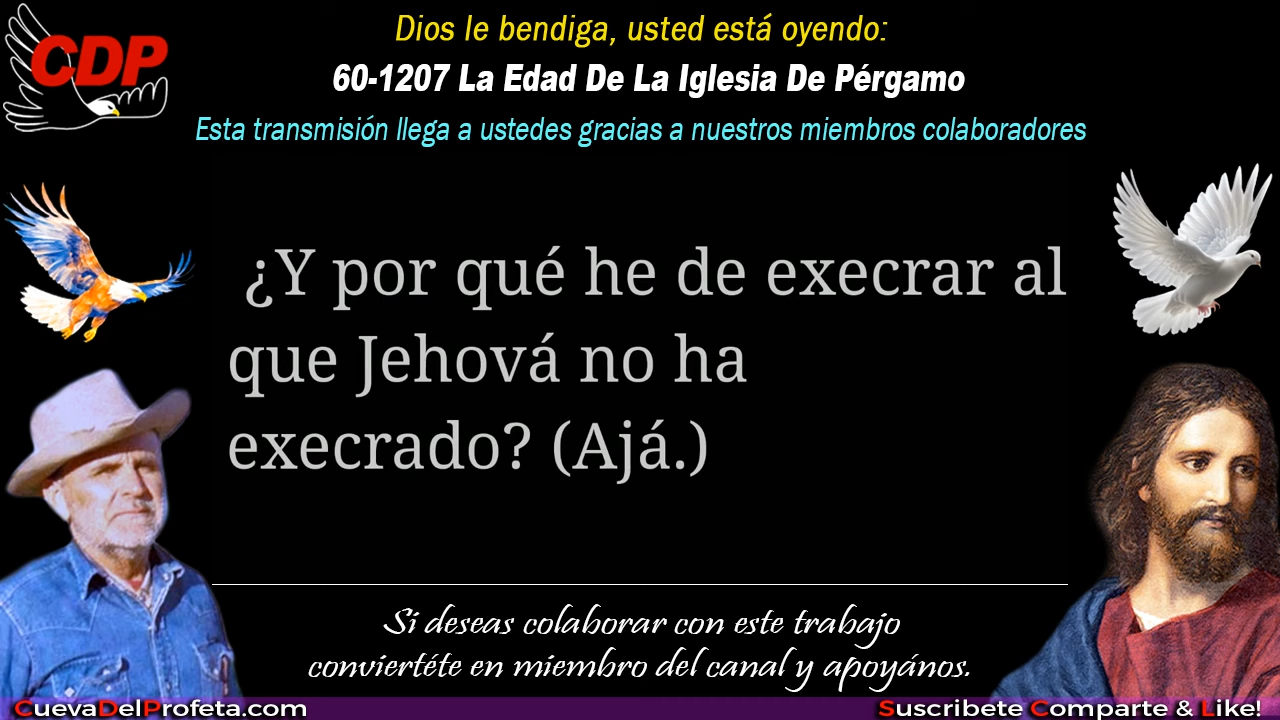 CDP
Dios le bendiga, usted está oyendo:
60-1207 La Edad De La Iglesia De Pérgamo
Esta transmisión llega a ustedes gracias a nuestros miembros colaboradores
¿Y por qué he de execrar al
que Jehová no ha
execrado? (Ajá.)
Si deseas colaborar con este trabajo
conviertéte en miembro del canal y apoyános.
CuevaDelProfeta.com
Suscribete Comparte & Like!